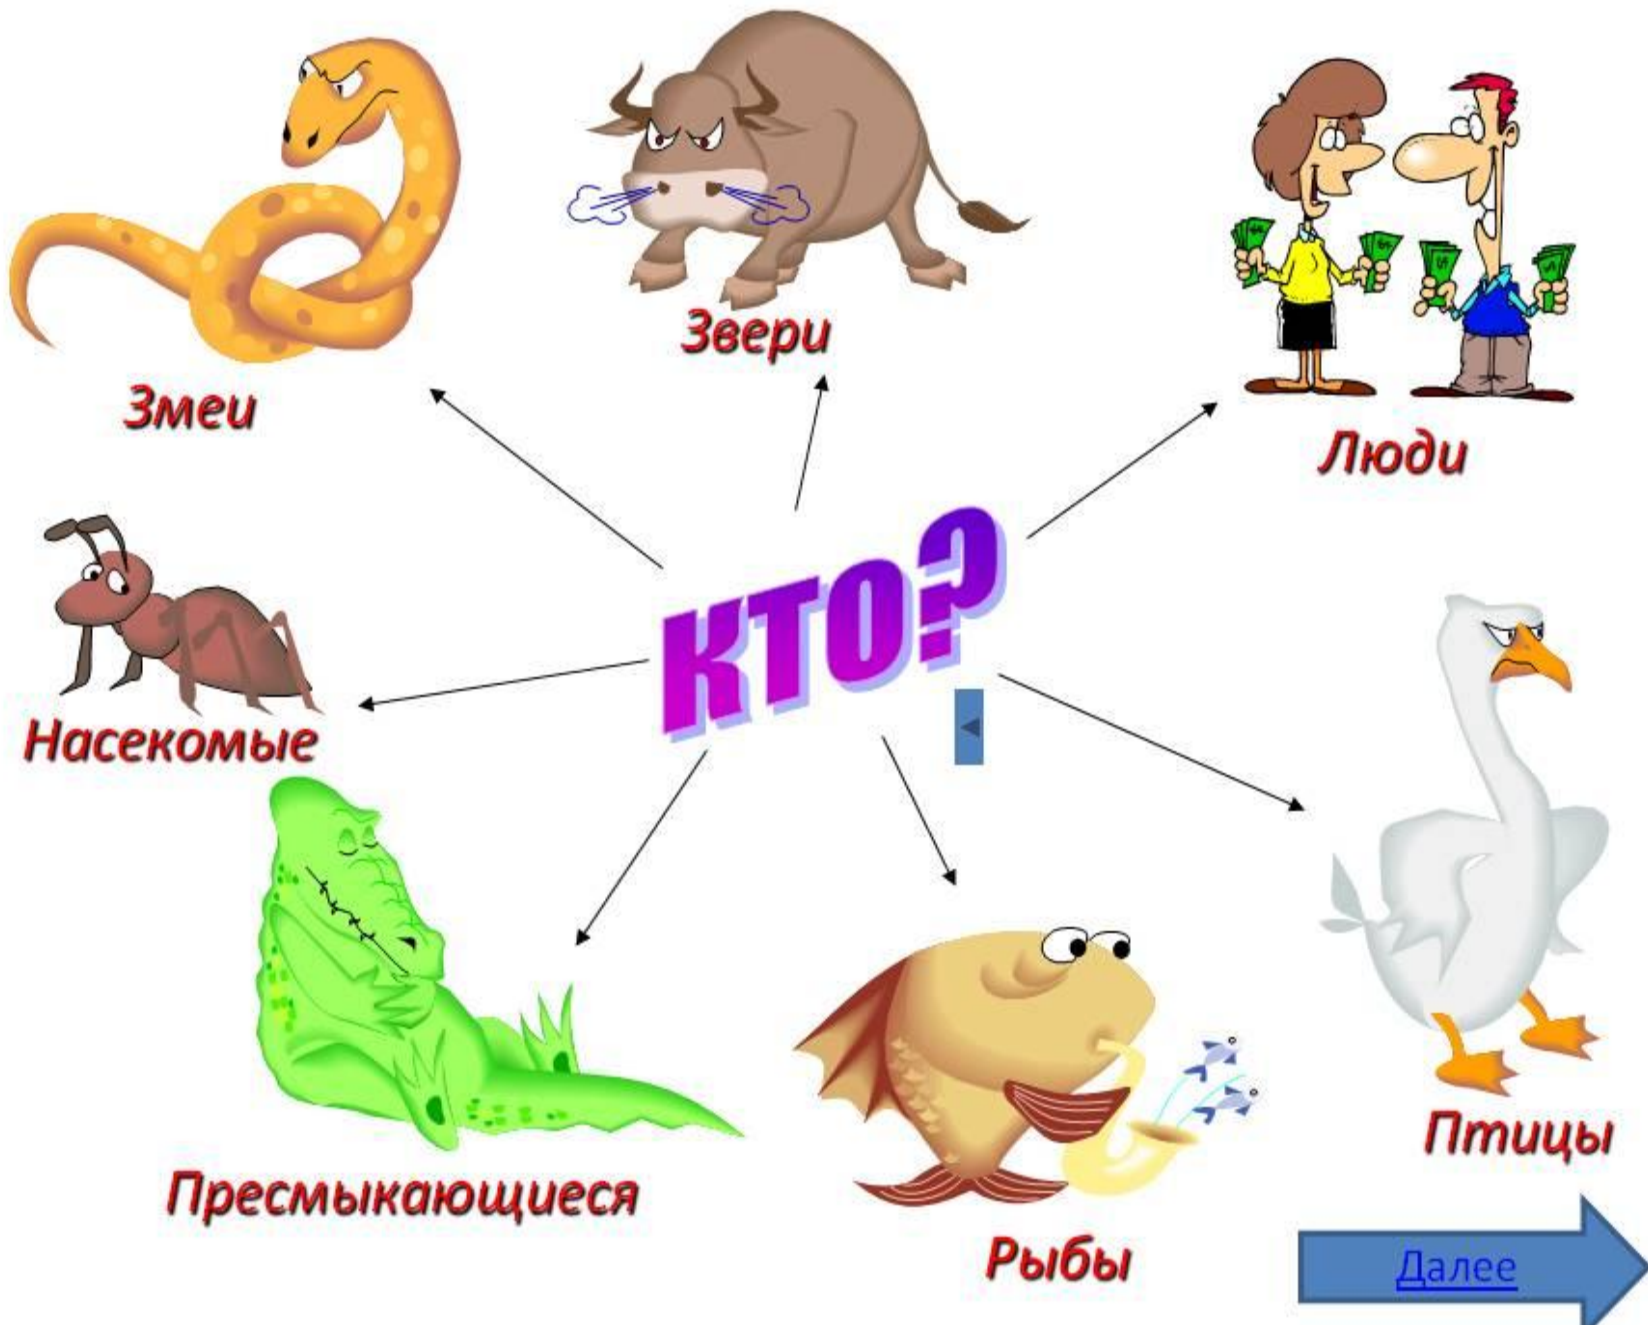 Звери
Змеи
Люди
КТО?
Насекомые
Птицы
Пресмыкающиеся
Рыбы
Далее